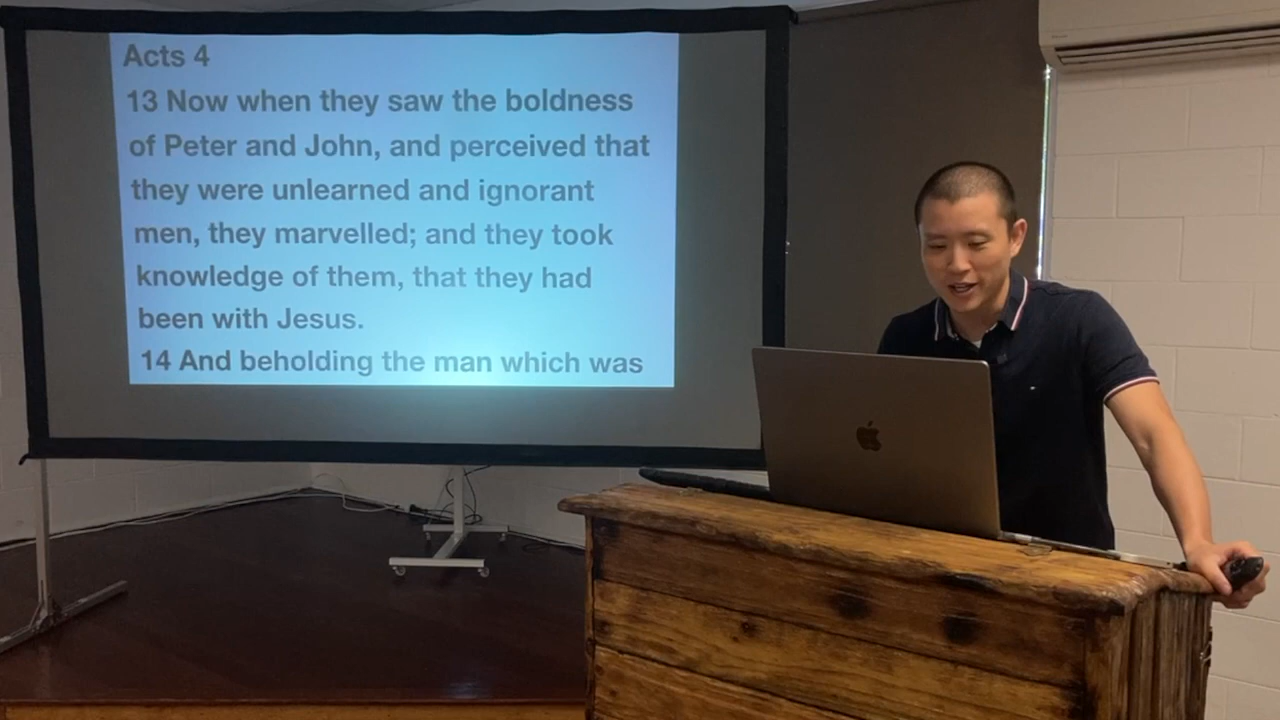 Acts 4
13 Now when they saw the boldness
of Peter and John, and perceived that
they were unlearned and ignorant
men, they marvelled; and they took
knowledge of them, that they had
been with Jesus.
14 And beholding the man which was